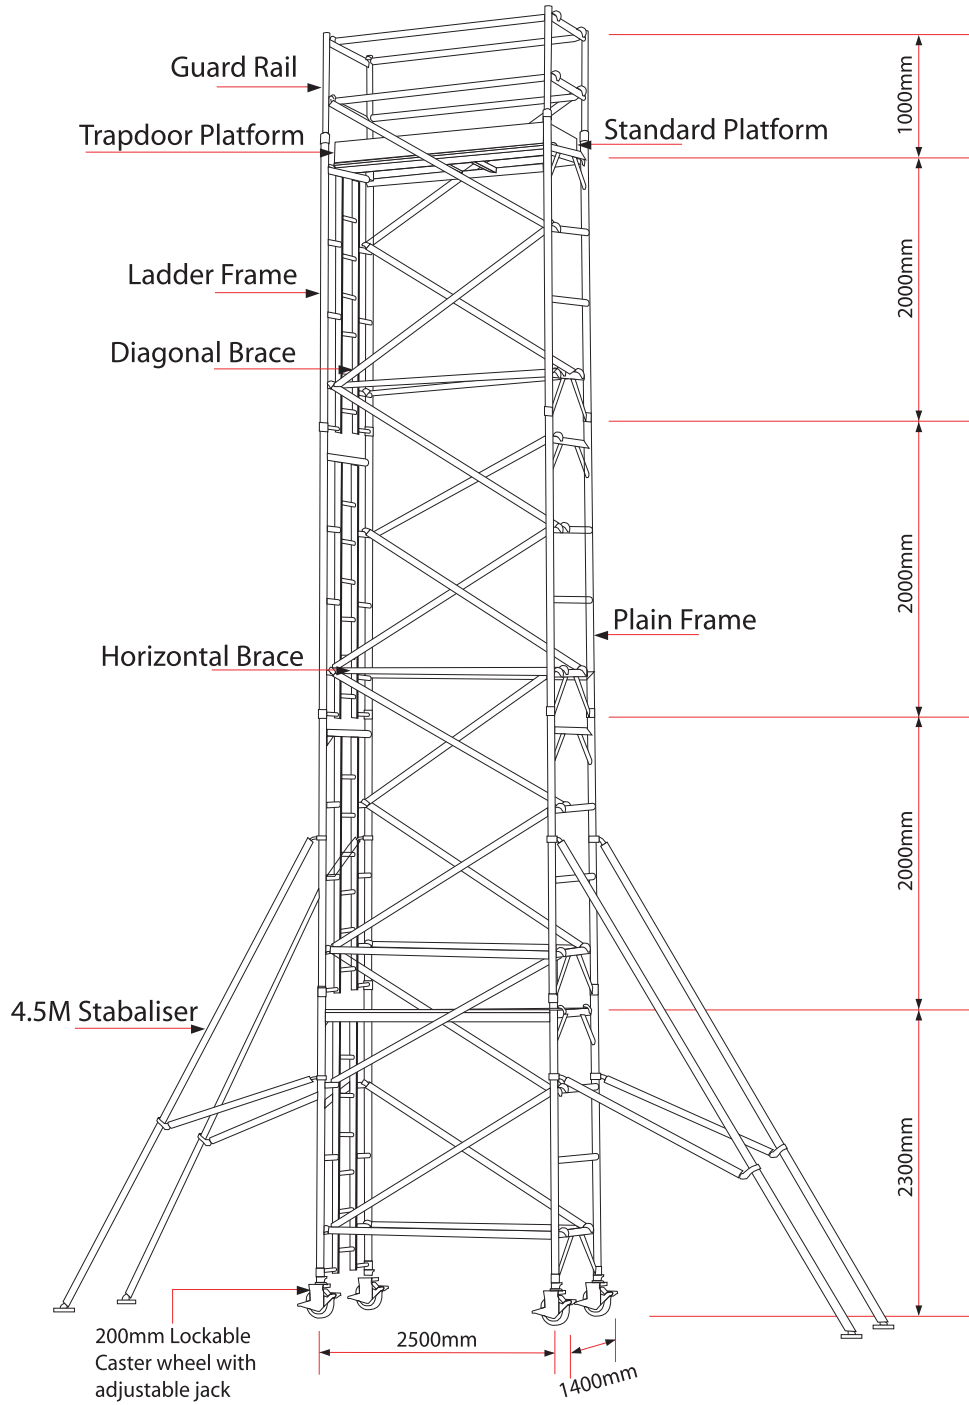 Guard Rail
1000mm
Trapdoor Platform
Standard Platform
2000mm
Ladder Frame
Diagonal Brace
2000mm
Plain Frame
Horizontal Brace
2000mm
4.5M Stabaliser
2300mm
200mm Lockable
Caster wheel with
adjustable jack
2500mm
1400mm